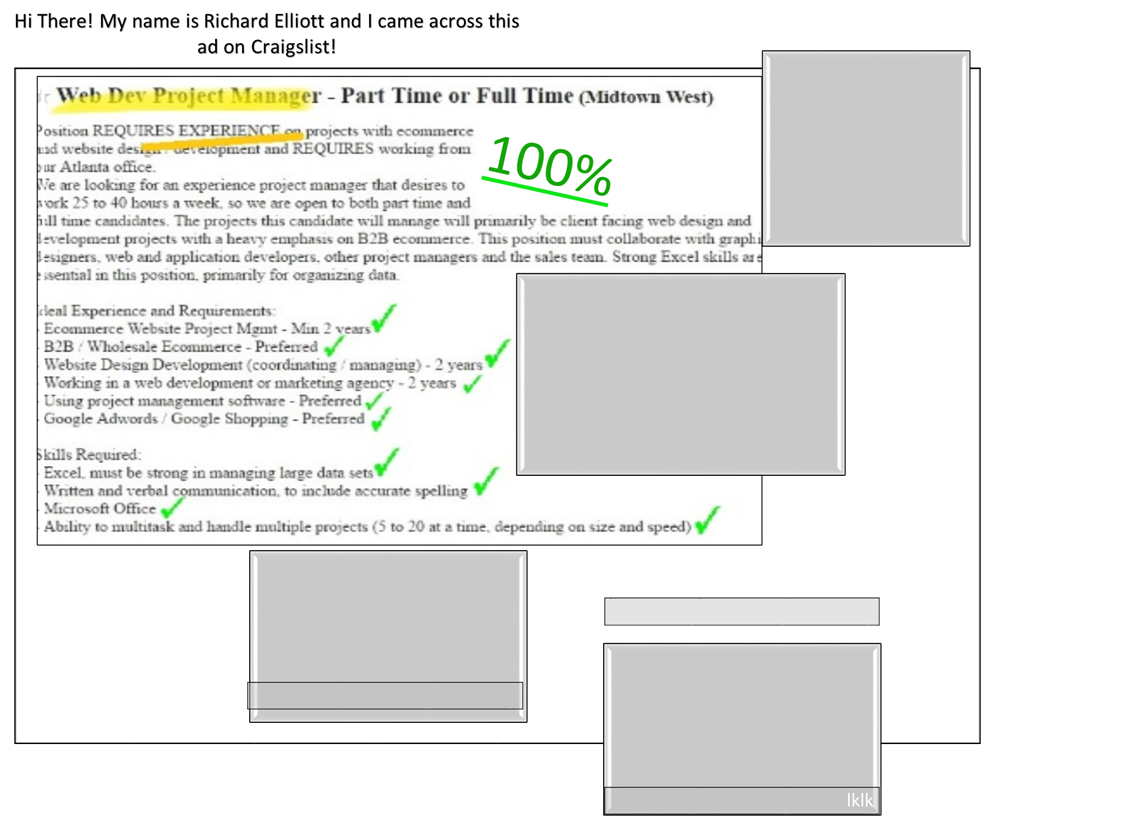 Hi There! My name is Richard Elliott and I came across this
ad on Craigslist!
Web Dev Project Manager - Part Time or Full Time (Midtown West)
Position REQUIRES EXPERIENCE on projects with ecommerce
and website development and REQUIRES working from
our Atlanta office.
We are looking for an experience project manager that desires to
work 25 to 40 hours a week, so we are open to both part time and
full time candidates. The projects this candidate will manage will primarily be client facing web design and
development projects with a heavy emphasis on B2B ecommerce. This position must collaborate with graphi
designers, web and application developers, other project managers and the sales team. Strong Excel skills are
essential in this position, primarily for organizing data.
100%
Ideal Experience and Requirements:
- Ecommerce Website Project Mgmt - Min 2 years
- B2B / Wholesale Ecommerce - Preferred
- Website Design Development (coordinating / managing) - 2 years
- Working in a web development or marketing agency - 2 years
- Using project management software - Preferred
- Google Adwords / Google Shopping - Preferred
Skills Required:
- Excel, must be strong in managing large data sets
- Written and verbal communication, to include accurate spelling
- Microsoft Office
- Ability to multitask and handle multiple projects (5 to 20 at a time, depending on size and speed)
lklk